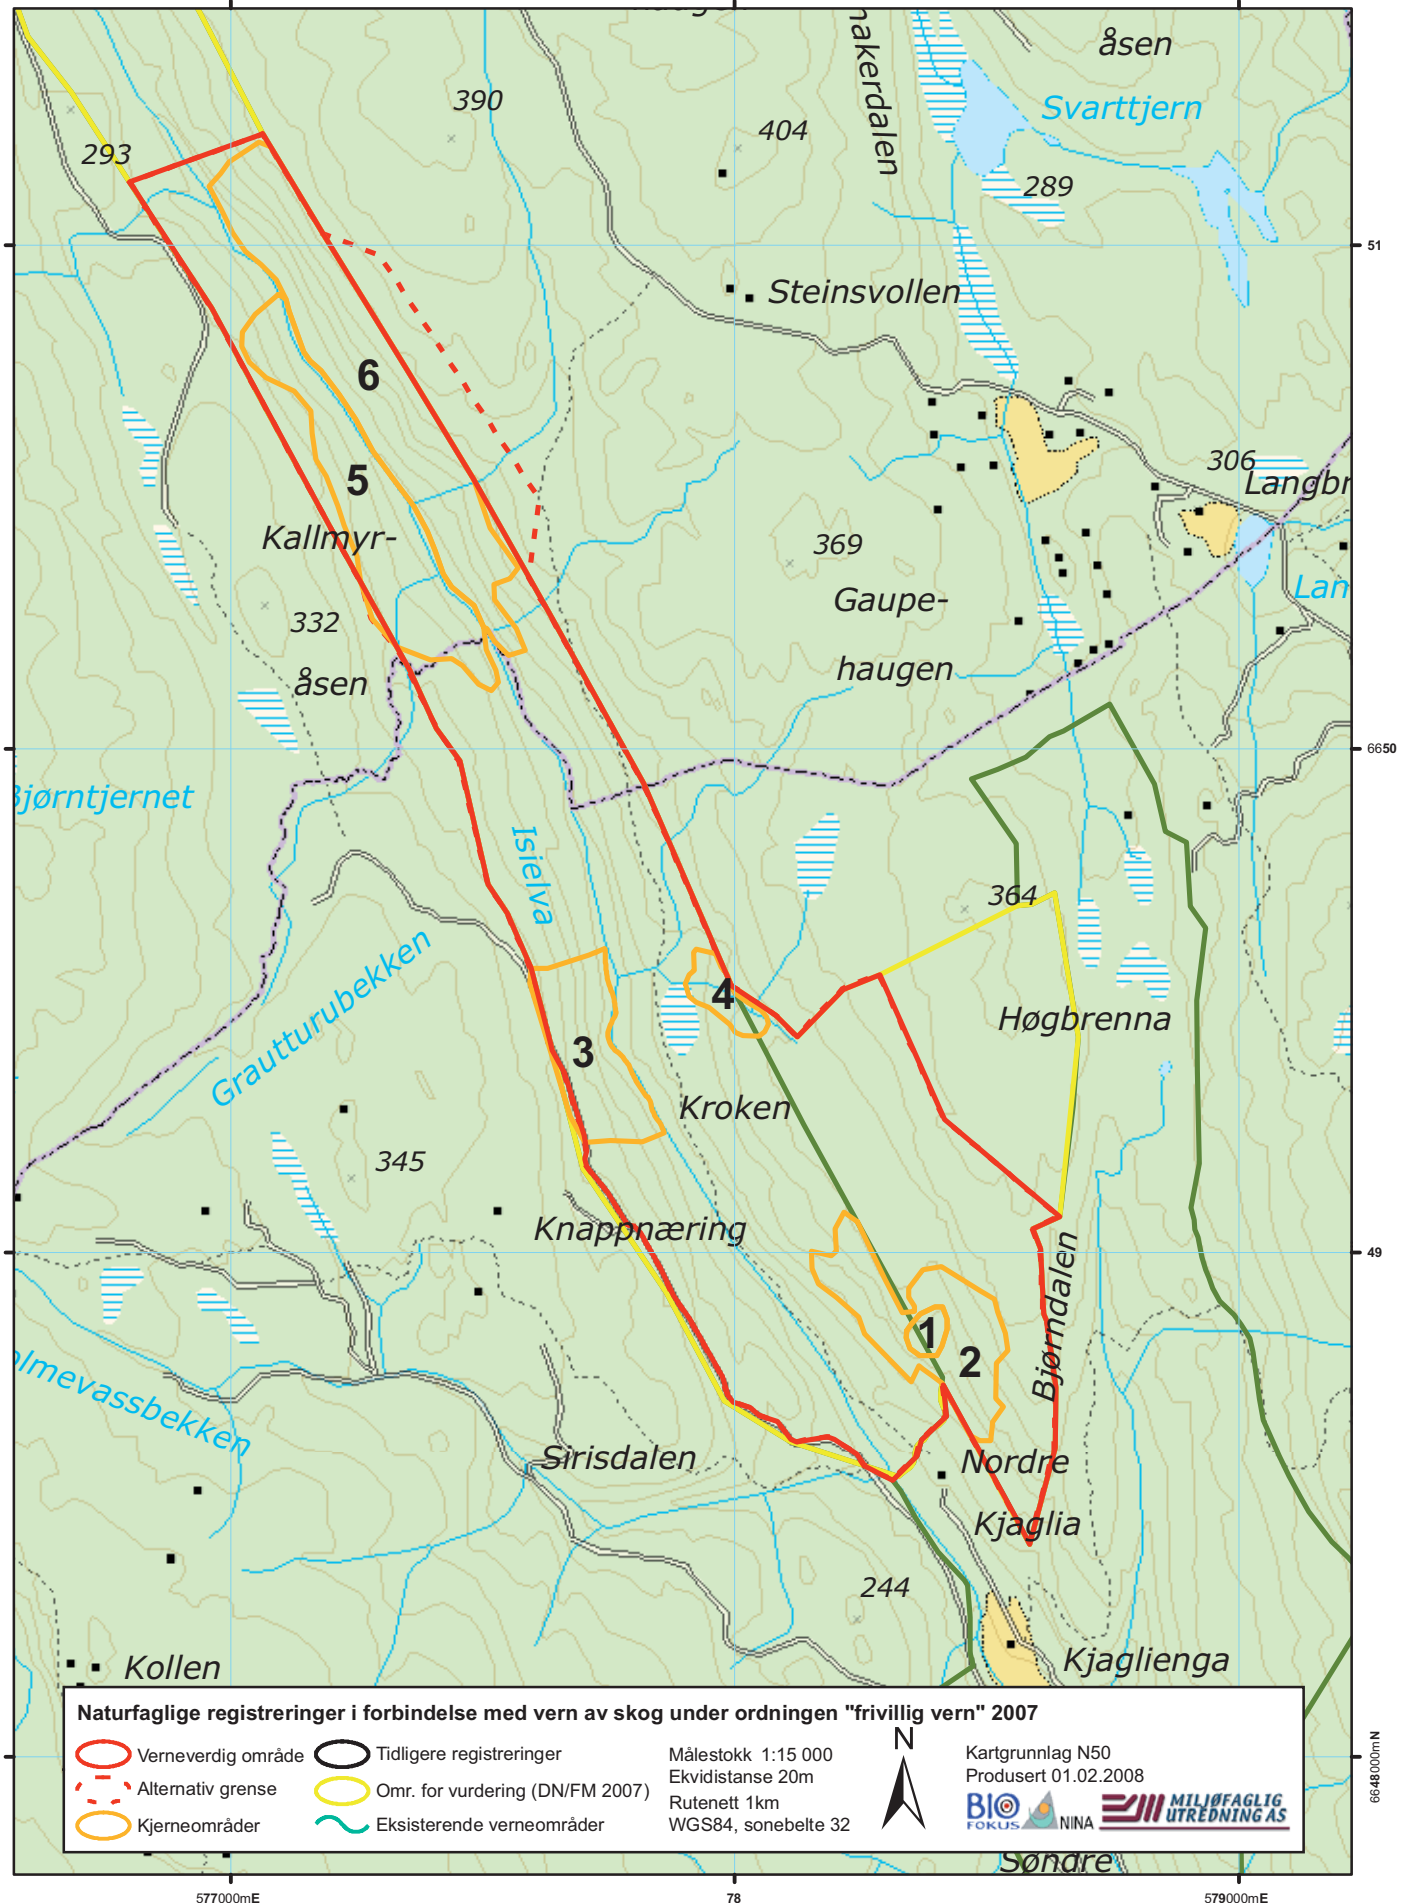 åsen
Svarttjern
390
404
293
289
51
Steinsvollen
6
306
5
Kallmyr-
369
Gaupe-
332
haugen
åsen
6650
Bjørntjernet
Isielva
364
Grautturubekken
4
Høgbrenna
3
Kroken
345
Knappnæring
49
Bjørndalen
1
2
Sirisdalen
Nordre
Kjaglia
244
Kollen
Kjaglienga
Naturfaglige registreringer i forbindelse med vern av skog under ordningen "frivillig vern" 2007
Verneverdig område
Alternativ grense
Kjerneområder
Tidligere registreringer
Omr. for vurdering (DN/FM 2007)
Eksisterende verneområder
Målestokk 1:15 000
Ekvidistanse 20m
Rutenett 1km
WGS84, sonebelte 32
N
Kartgrunnlag N50
Produsert 01.02.2008
BIO
FOKUS
NINA
MILJØFAGLIG
UTREDNING AS
6648000mN
Søndre
577000mE
78
579000mE